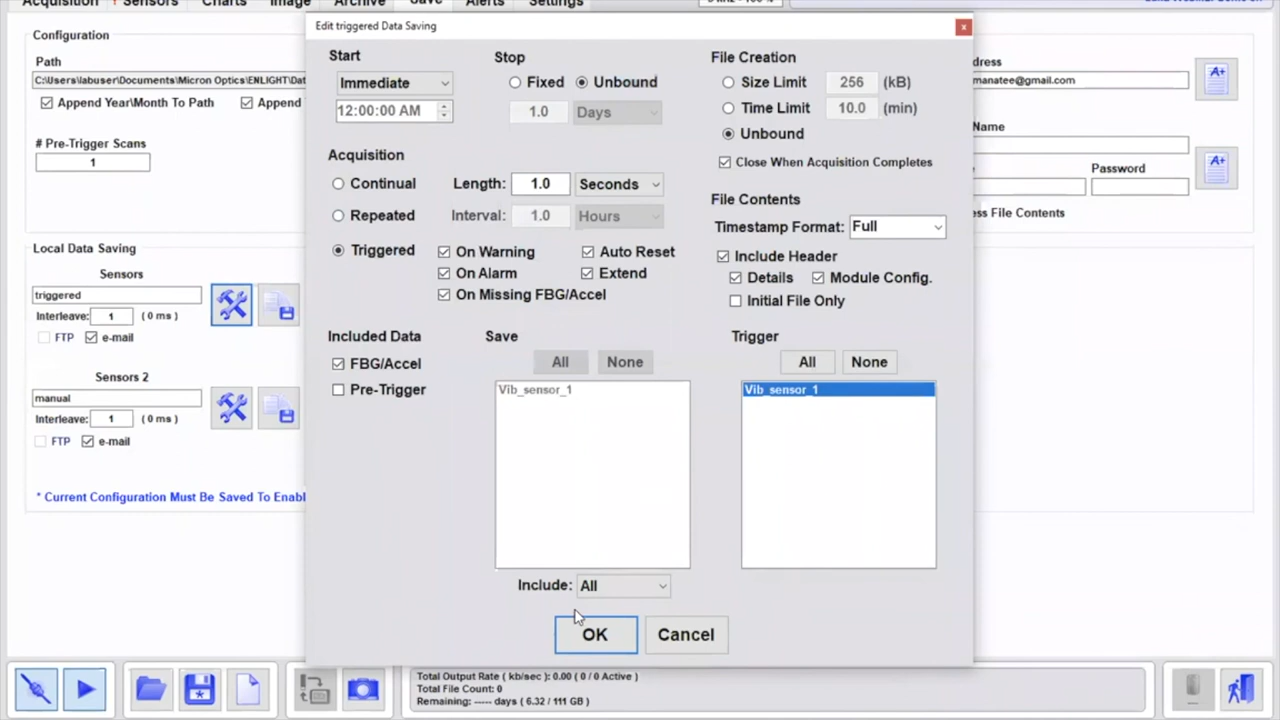 Acquisition ! Sensors Charts Image Archive Save Alerts Settings
Edit triggered Data Saving
x
Configuration
Path
C:\Users\labuser\Documents\Micron Optics\ENLIGHT\Dat
Append Year\Month To Path
Append
# Pre-Trigger Scans
1
Local Data Saving
Sensors
triggered
Interleave: 1 ( 0 ms )
FTP e-mail
Sensors 2
manual
Interleave: 1 ( 0 ms )
FTP e-mail
* Current Configuration Must Be Saved To Enabl
Start
Immediate
12:00:00 AM
Stop
Fixed Unbound
1.0 Days
Acquisition
Continual Length: 1.0 Seconds
Repeated Interval: 1.0 Hours
Triggered On Warning Auto Reset
On Alarm Extend
On Missing FBG/Accel
Included Data
FBG/Accel
Pre-Trigger
Save
All None
Vib_sensor_1
Include: All
File Creation
Size Limit 256 (kB)
Time Limit 10.0 (min)
Unbound
Close When Acquisition Completes
File Contents
Timestamp Format: Full
Include Header
Details Module Config.
Initial File Only
Trigger
All None
Vib_sensor_1
OK Cancel
dress
manatee@gmail.com
A+
Name
Password
A+
ss File Contents
Total Output Rate ( kb/sec ): 0.00 ( 0 / 0 Active )
Total File Count: 0
Remaining: ----- days ( 6.32 / 111 GB )